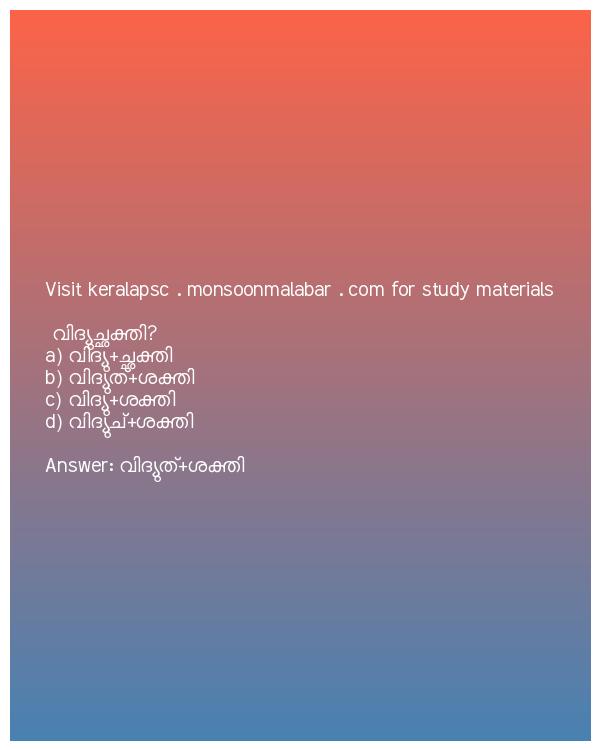 Visit keralapsc . monsoonmalabar . com for study materials
വിദ്യുച്ഛക്തി?
a) വിദ്യു+ച്ഛക്തി
b) വിദ്യുത്+ശക്തി
c) വിദ്യു+ശക്തി
d) വിദ്യുച്+ശക്തി
Answer: വിദ്യുത്+ശക്തി